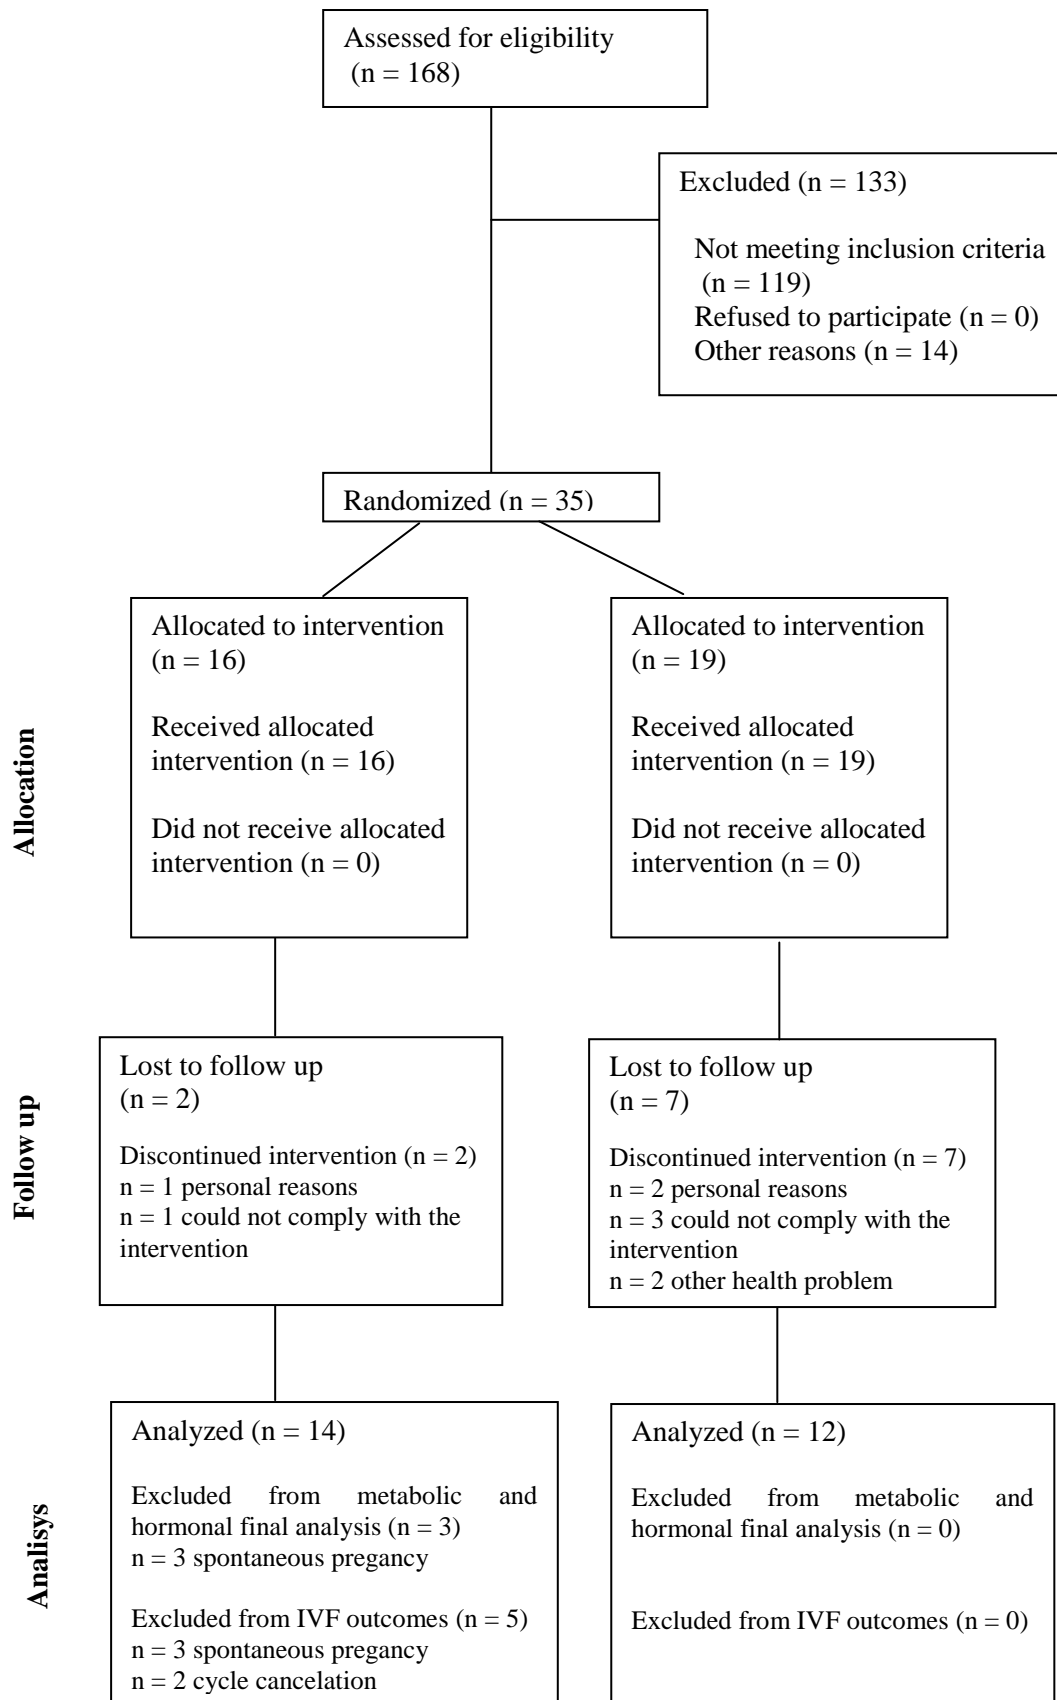 Assessed for eligibility
(n = 168)
Excluded (n = 133)
Not meeting inclusion criteria
(n = 119)
Refused to participate (n = 0)
Other reasons (n = 14)
Randomized (n = 35)
Allocation
Allocated to intervention
(n = 16)
Received allocated
intervention (n = 16)
Did not receive allocated
intervention (n = 0)
Allocated to intervention
(n = 19)
Received allocated
intervention (n = 19)
Did not receive allocated
intervention (n = 0)
Follow up
Lost to follow up
(n = 2)
Discontinued intervention (n = 2)
n = 1 personal reasons
n = 1 could not comply with the
intervention
Lost to follow up
(n = 7)
Discontinued intervention (n = 7)
n = 2 personal reasons
n = 3 could not comply with the
intervention
n = 2 other health problem
Analisys
Analyzed (n = 14)
Excluded from metabolic and
hormonal final analysis (n = 3)
n = 3 spontaneous pregancy
Excluded from IVF outcomes (n = 5)
n = 3 spontaneous pregancy
n = 2 cycle cancelation
Analyzed (n = 12)
Excluded from metabolic and
hormonal final analysis (n = 0)
Excluded from IVF outcomes (n = 0)